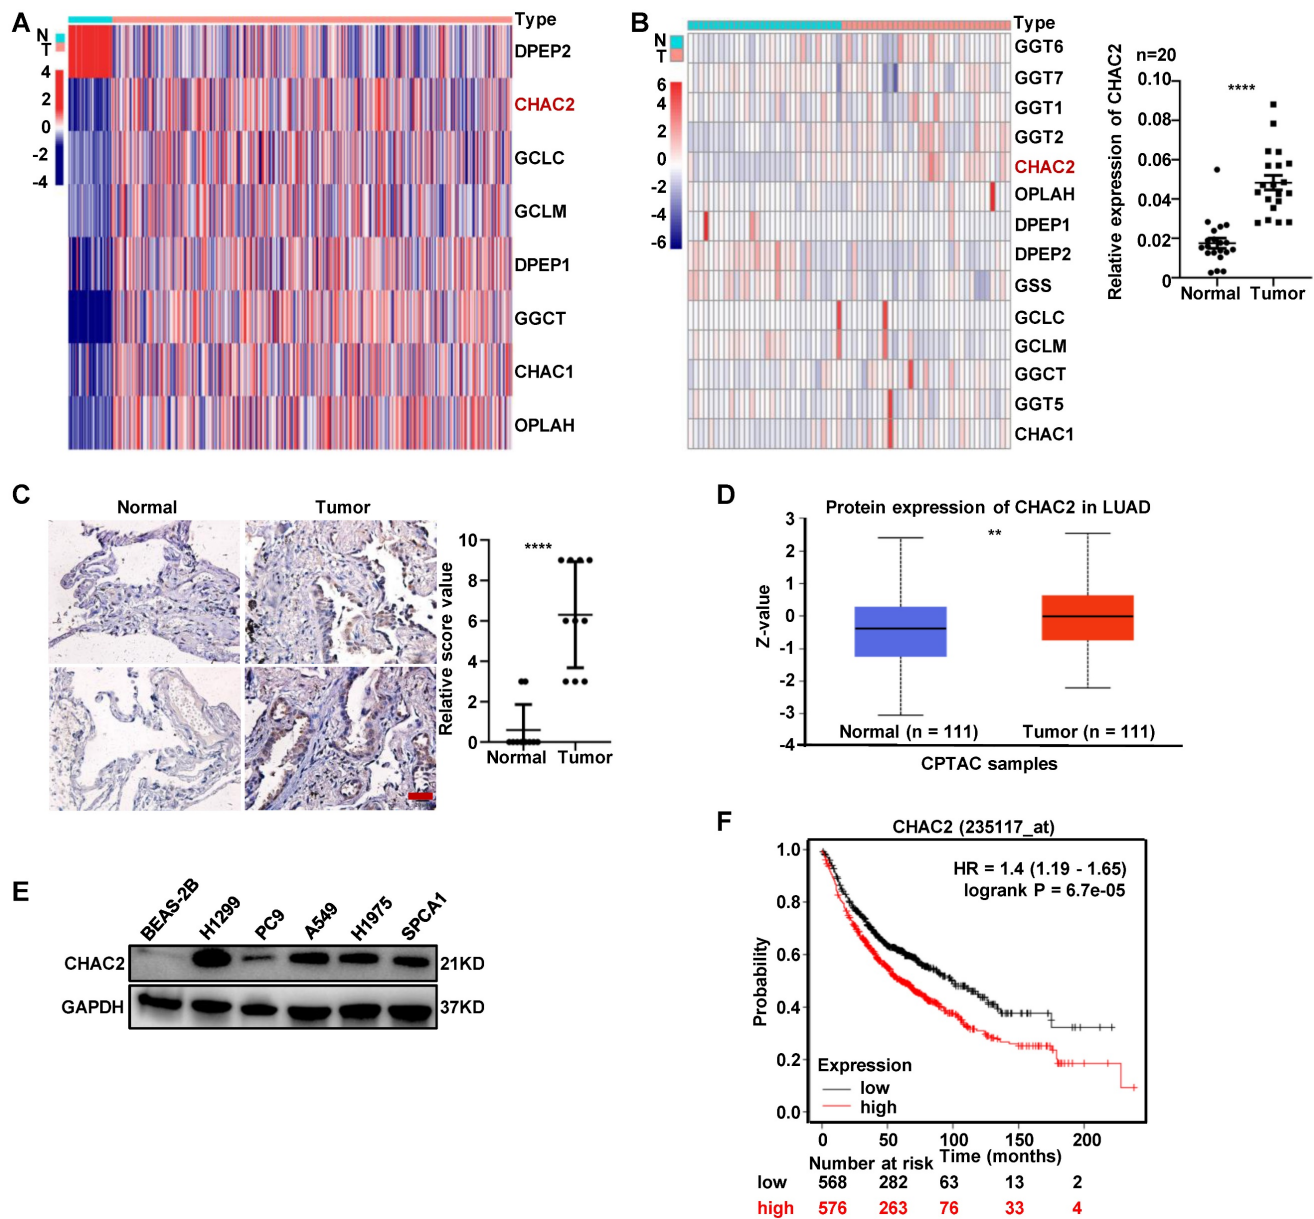 A
N
T
4
2
0
-2
-4
Type
DPEP2
CHAC2
GCLC
GCLM
DPEP1
GGCT
CHAC1
OPLAH
B
N
T
6
4
2
0
-2
-4
-6
Type
GGT6
GGT7
GGT1
GGT2
CHAC2
OPLAH
DPEP1
DPEP2
GSS
GCLC
GCLM
GGCT
GGT5
CHAC1
n=20
Relative expression of CHAC2
0.10
0.08
0.06
0.04
0.02
0
****
Normal Tumor
C
Normal Tumor
Relative score value
10
8
6
4
2
0
****
Normal Tumor
D
Protein expression of CHAC2 in LUAD
Z-value
3
2
1
0
-1
-2
-3
-4
**
Normal (n = 111) Tumor (n = 111)
CPTAC samples
E
BEAS-2B H1299 PC9 A549 H1975 SPCA1
CHAC2 21KD
GAPDH 37KD
F
CHAC2 (235117_at)
HR = 1.4 (1.19 - 1.65)
logrank P = 6.7e-05
Probability
1.0
0.8
0.6
0.4
0.2
0.0
Expression
low
high
0 50 100 150 200
Time (months)
Number at risk
low 568 282 63 13 2
high 576 263 76 33 4